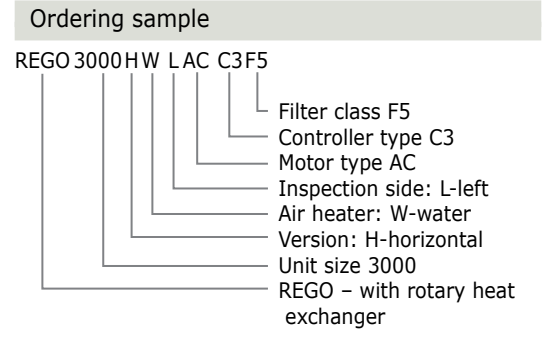 Ordering sample
REGO 3000 H W L AC C3 F5
Filter class F5
Controller type C3
Motor type AC
Inspection side: L-left
Air heater: W-water
Version: H-horizontal
Unit size 3000
REGO – with rotary heat
exchanger